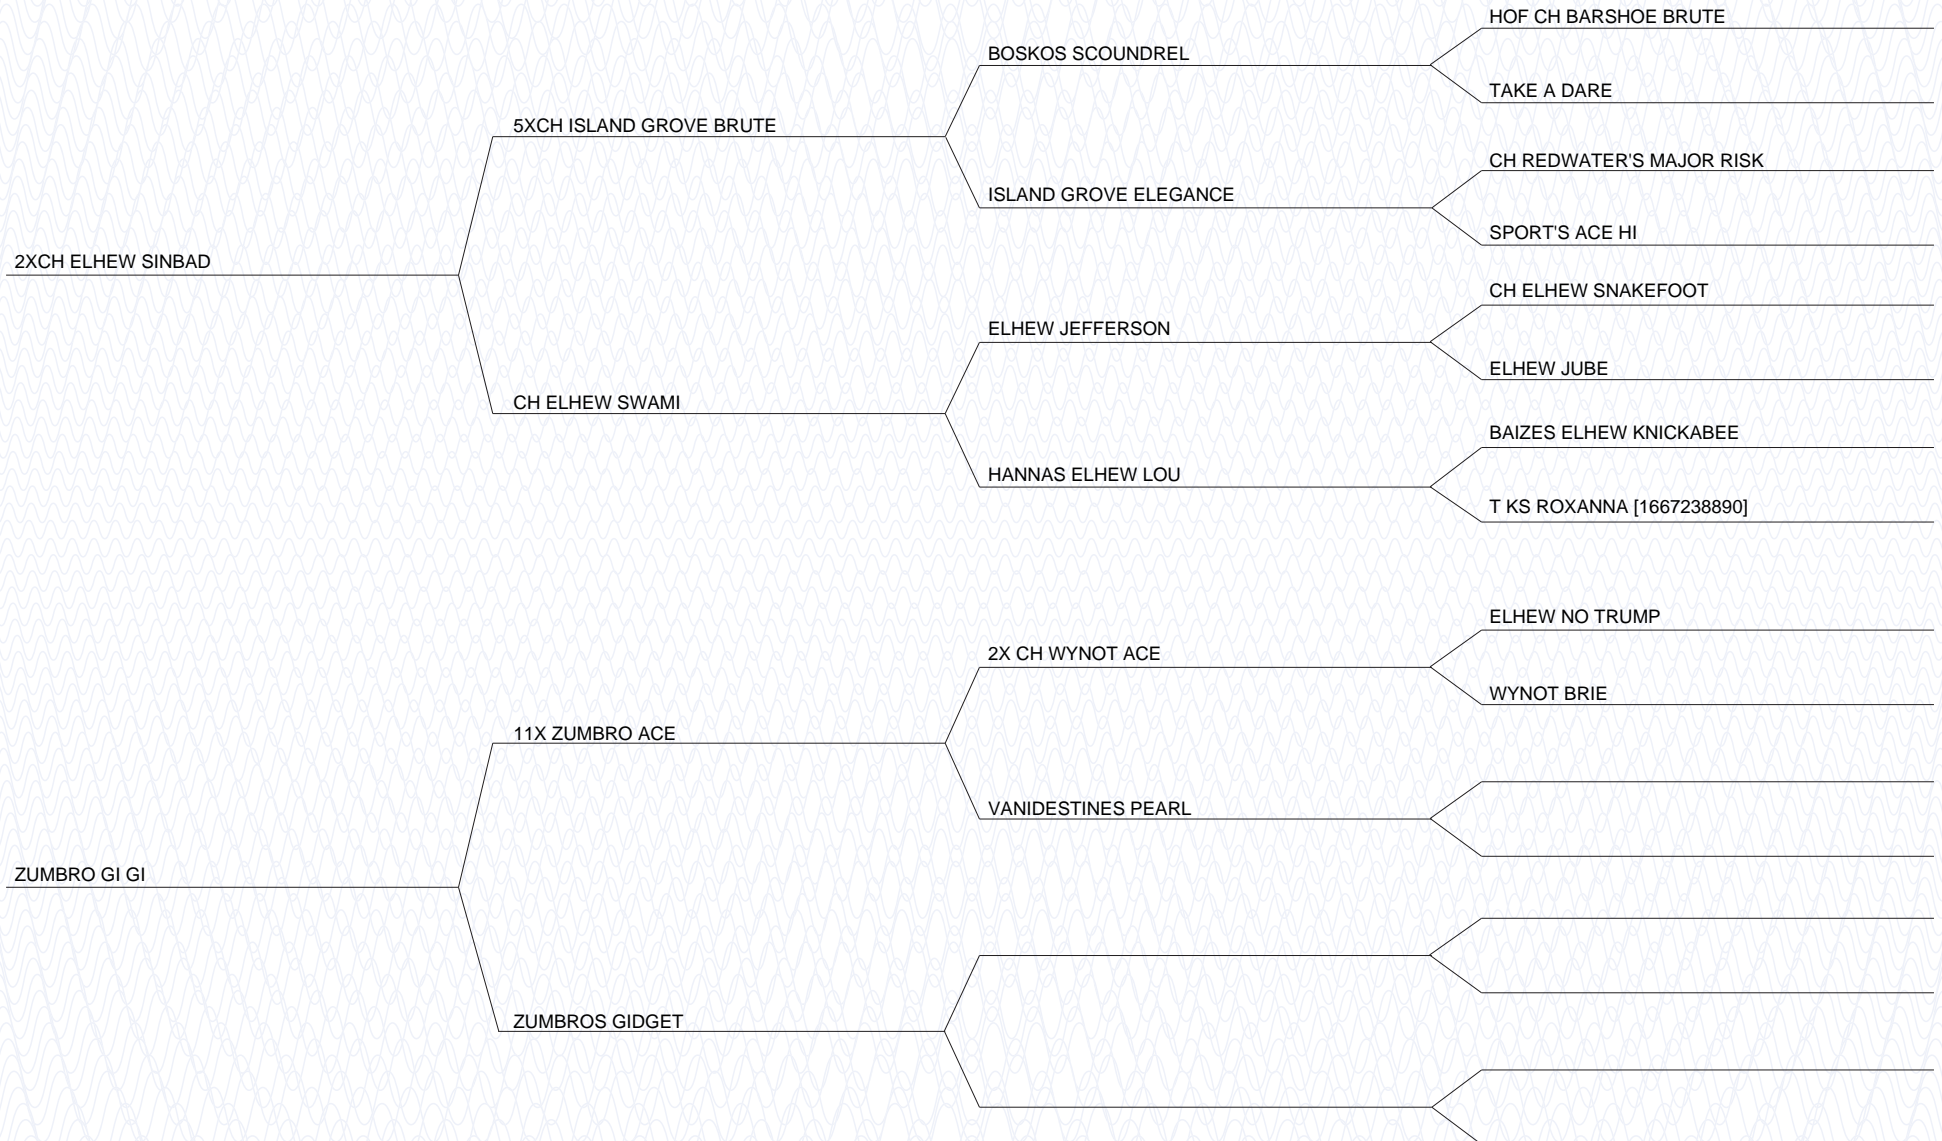 HOF CH BARSHOE BRUTE
BOSKOS SCOUNDREL
TAKE A DARE
5XCH ISLAND GROVE BRUTE
CH REDWATER'S MAJOR RISK
ISLAND GROVE ELEGANCE
SPORT'S ACE HI
2XCH ELHEW SINBAD
CH ELHEW SNAKEFOOT
ELHEW JEFFERSON
ELHEW JUBE
CH ELHEW SWAMI
BAIZES ELHEW KNICKABEE
HANNAS ELHEW LOU
T KS ROXANNA [1667238890]
ELHEW NO TRUMP
2X CH WYNOT ACE
WYNOT BRIE
11X ZUMBRO ACE
VANIDESTINES PEARL
ZUMBRO GI GI
ZUMBROS GIDGET